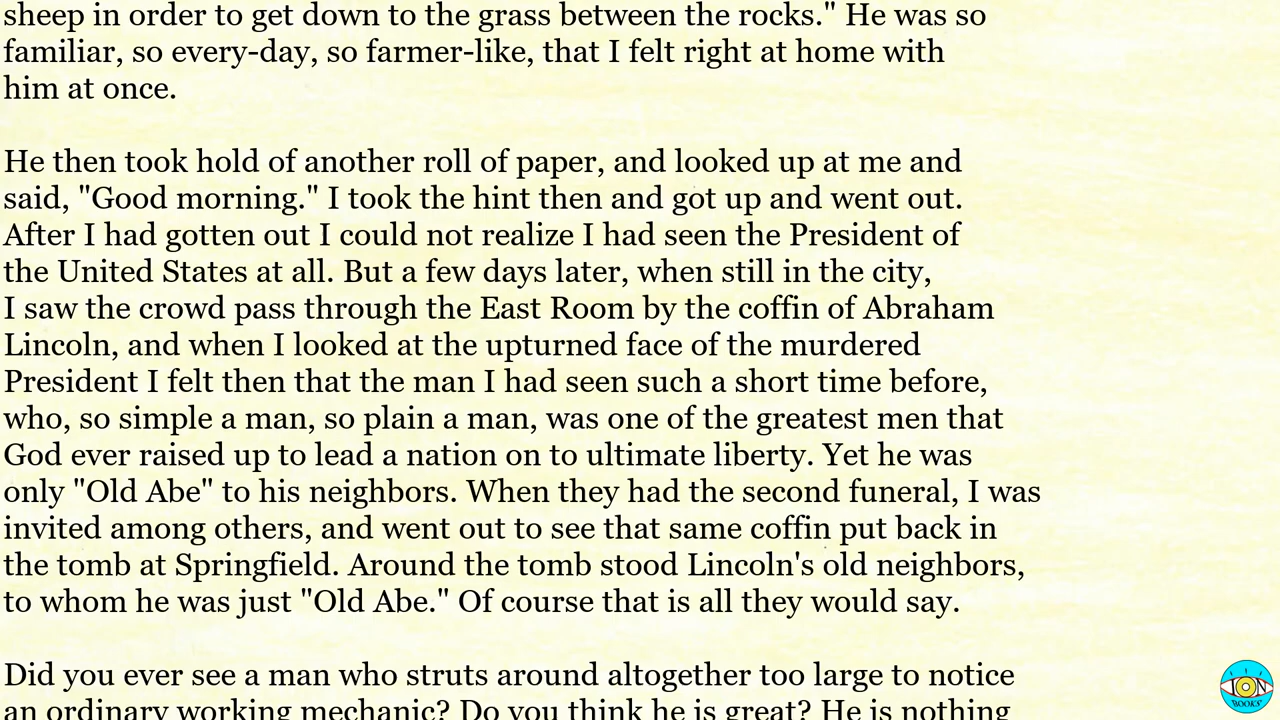 sheep in order to get down to the grass between the rocks." He was so
familiar, so every-day, so farmer-like, that I felt right at home with
him at once.
He then took hold of another roll of paper, and looked up at me and
said, "Good morning." I took the hint then and got up and went out.
After I had gotten out I could not realize I had seen the President of
the United States at all. But a few days later, when still in the city,
I saw the crowd pass through the East Room by the coffin of Abraham
Lincoln, and when I looked at the upturned face of the murdered
President I felt then that the man I had seen such a short time before,
who, so simple a man, so plain a man, was one of the greatest men that
God ever raised up to lead a nation on to ultimate liberty. Yet he was
only "Old Abe" to his neighbors. When they had the second funeral, I was
invited among others, and went out to see that same coffin put back in
the tomb at Springfield. Around the tomb stood Lincoln's old neighbors,
to whom he was just "Old Abe." Of course that is all they would say.
Did you ever see a man who struts around altogether too large to notice
an ordinary working mechanic? Do you think he is great? He is nothing
ION
BOOKS